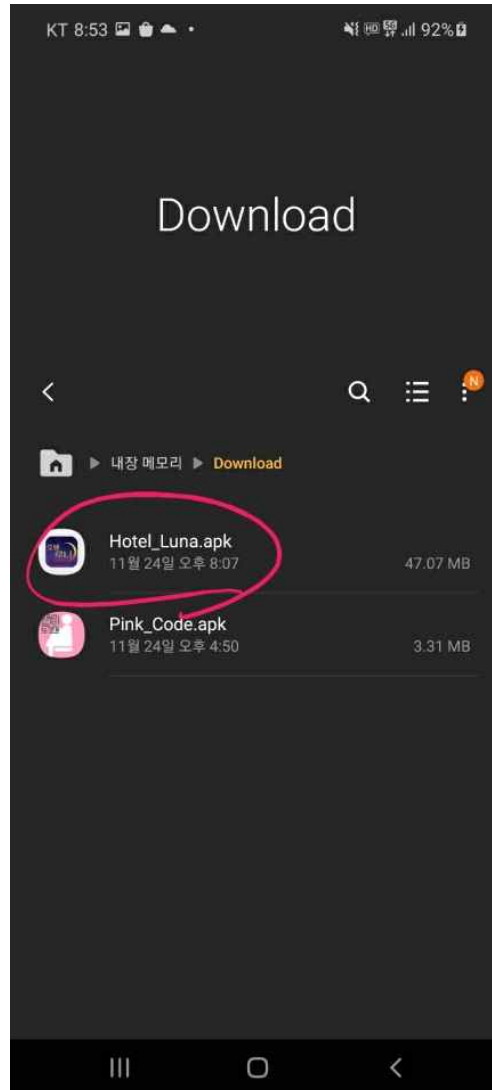 KT 8:53
92%
Download
N
내장 메모리 ▶ Download
Hotel_Luna.apk
11월 24일 오후 8:07
47.07 MB
Pink_Code.apk
11월 24일 오후 4:50
3.31 MB